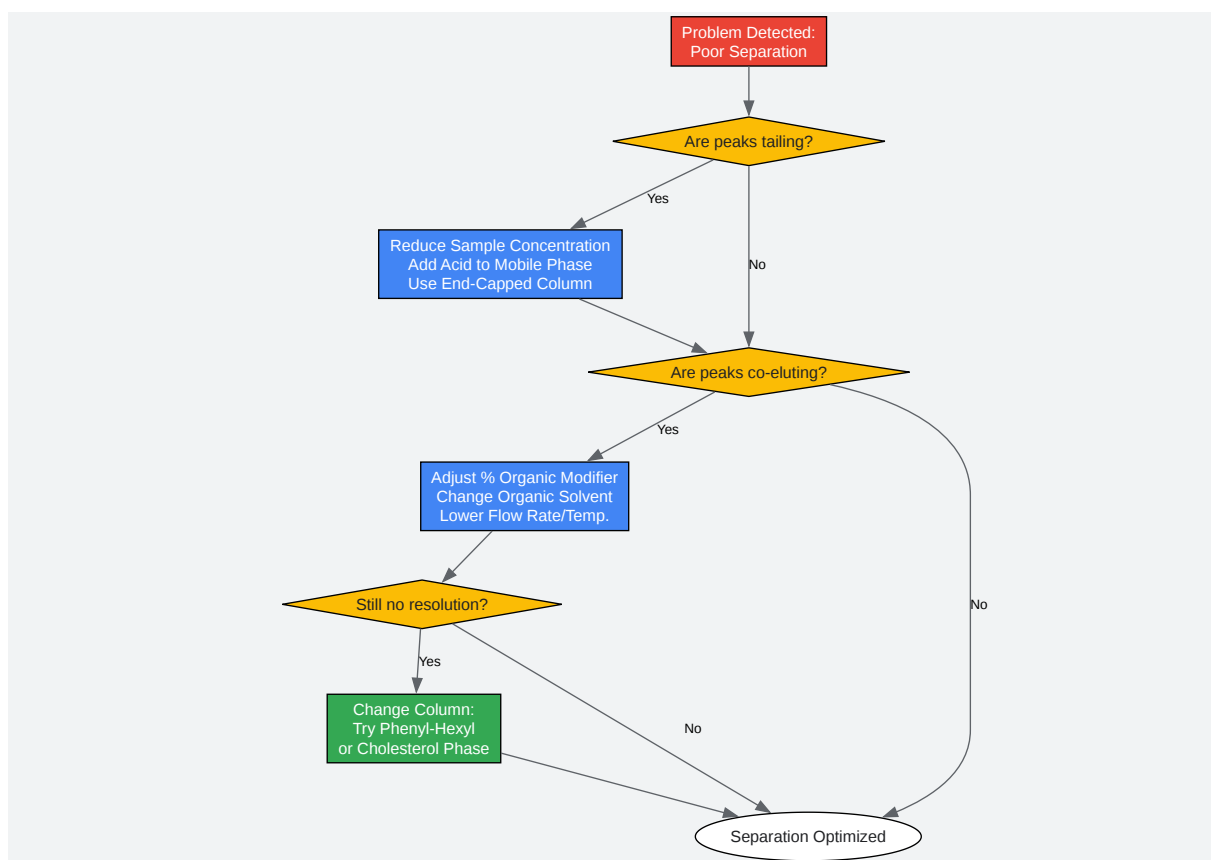 Problem Detected:
Poor Separation
Are peaks tailing?
Yes
Reduce Sample Concentration
Add Acid to Mobile Phase
Use End-Capped Column
No
Are peaks co-eluting?
Yes
Adjust % Organic Modifier
Change Organic Solvent
Lower Flow Rate/Temp.
Still no resolution?
No
Yes
Change Column:
Try Phenyl-Hexyl
or Cholesterol Phase
No
Separation Optimized